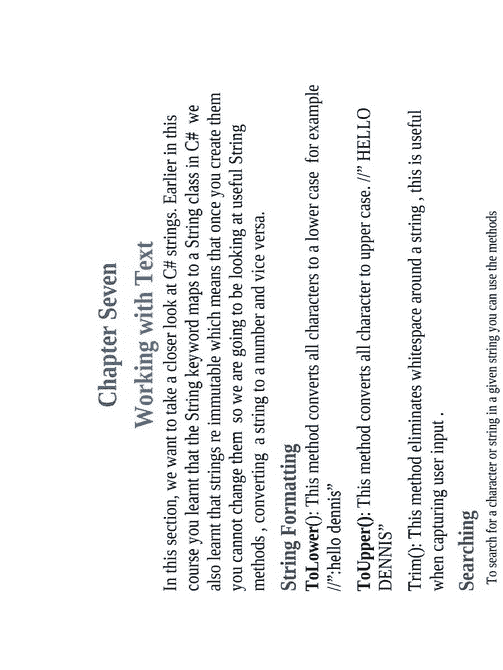 Chapter Seven
Working with Text
In this section, we want to take a closer look at C# strings. Earlier in this
course you learnt that the String keyword maps to a String class in C# we
also learnt that strings re immutable which means that once you create them
you cannot change them so we are going to be looking at useful String
methods , converting a string to a number and vice versa.
String Formatting
ToLower(): This method converts all characters to a lower case for example
//":hello dennis”
ToUpper(): This method converts all character to upper case. //” HELLO
DENNIS”
Trim(): This method eliminates whitespace around a string , this is useful
when capturing user input .
Searching
To search for a character or string in a given string you can use the methods